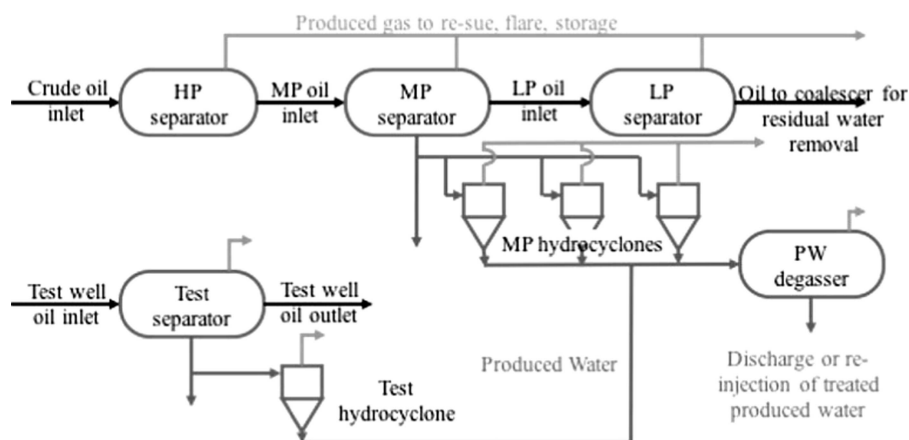 Produced gas to re-sue, flare, storage
Crude oil
inlet
HP
separator
MP oil
inlet
MP
separator
LP oil
inlet
LP
separator
Oil to coalescer for
residual water
removal
MP hydrocyclones
PW
degasser
Test well
oil inlet
Test
separator
Test well
oil outlet
Test
hydrocyclone
Produced Water
Discharge or re-
injection of treated
produced water